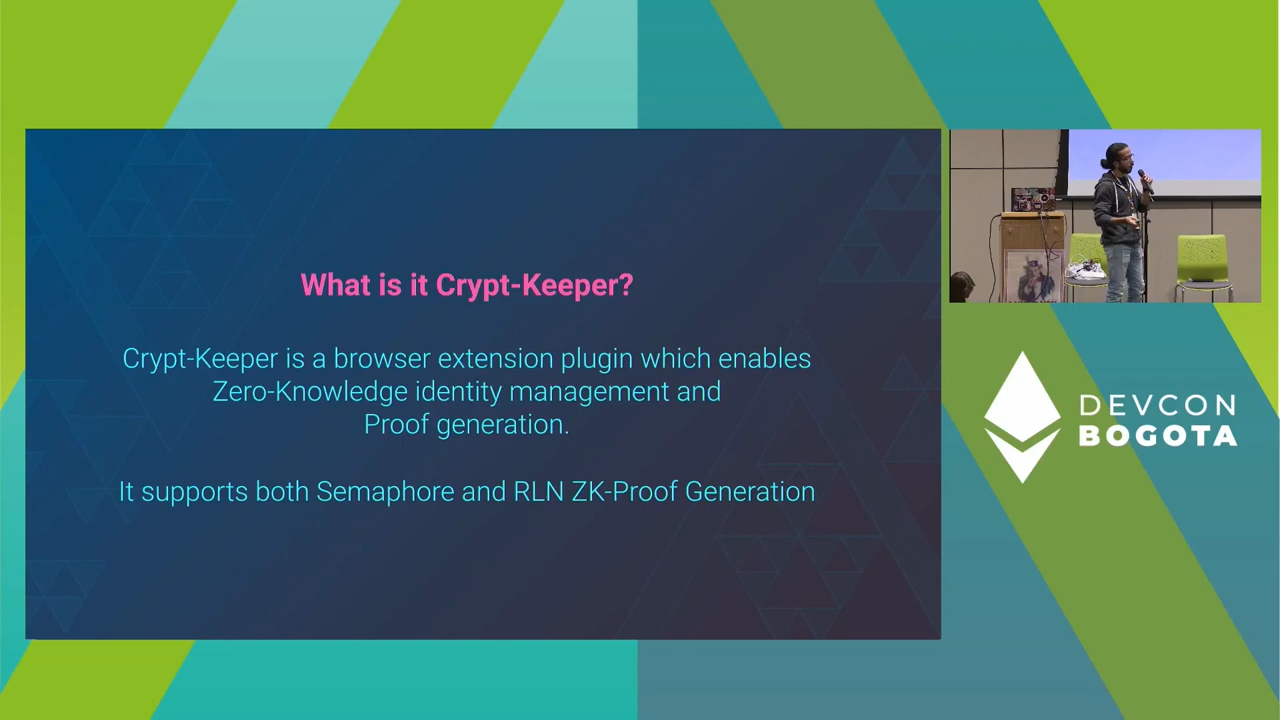 What is it Crypt-Keeper?
Crypt-Keeper is a browser extension plugin which enables
Zero-Knowledge identity management and
Proof generation.
It supports both Semaphore and RLN ZK-Proof Generation
DEVCON
BOGOTA